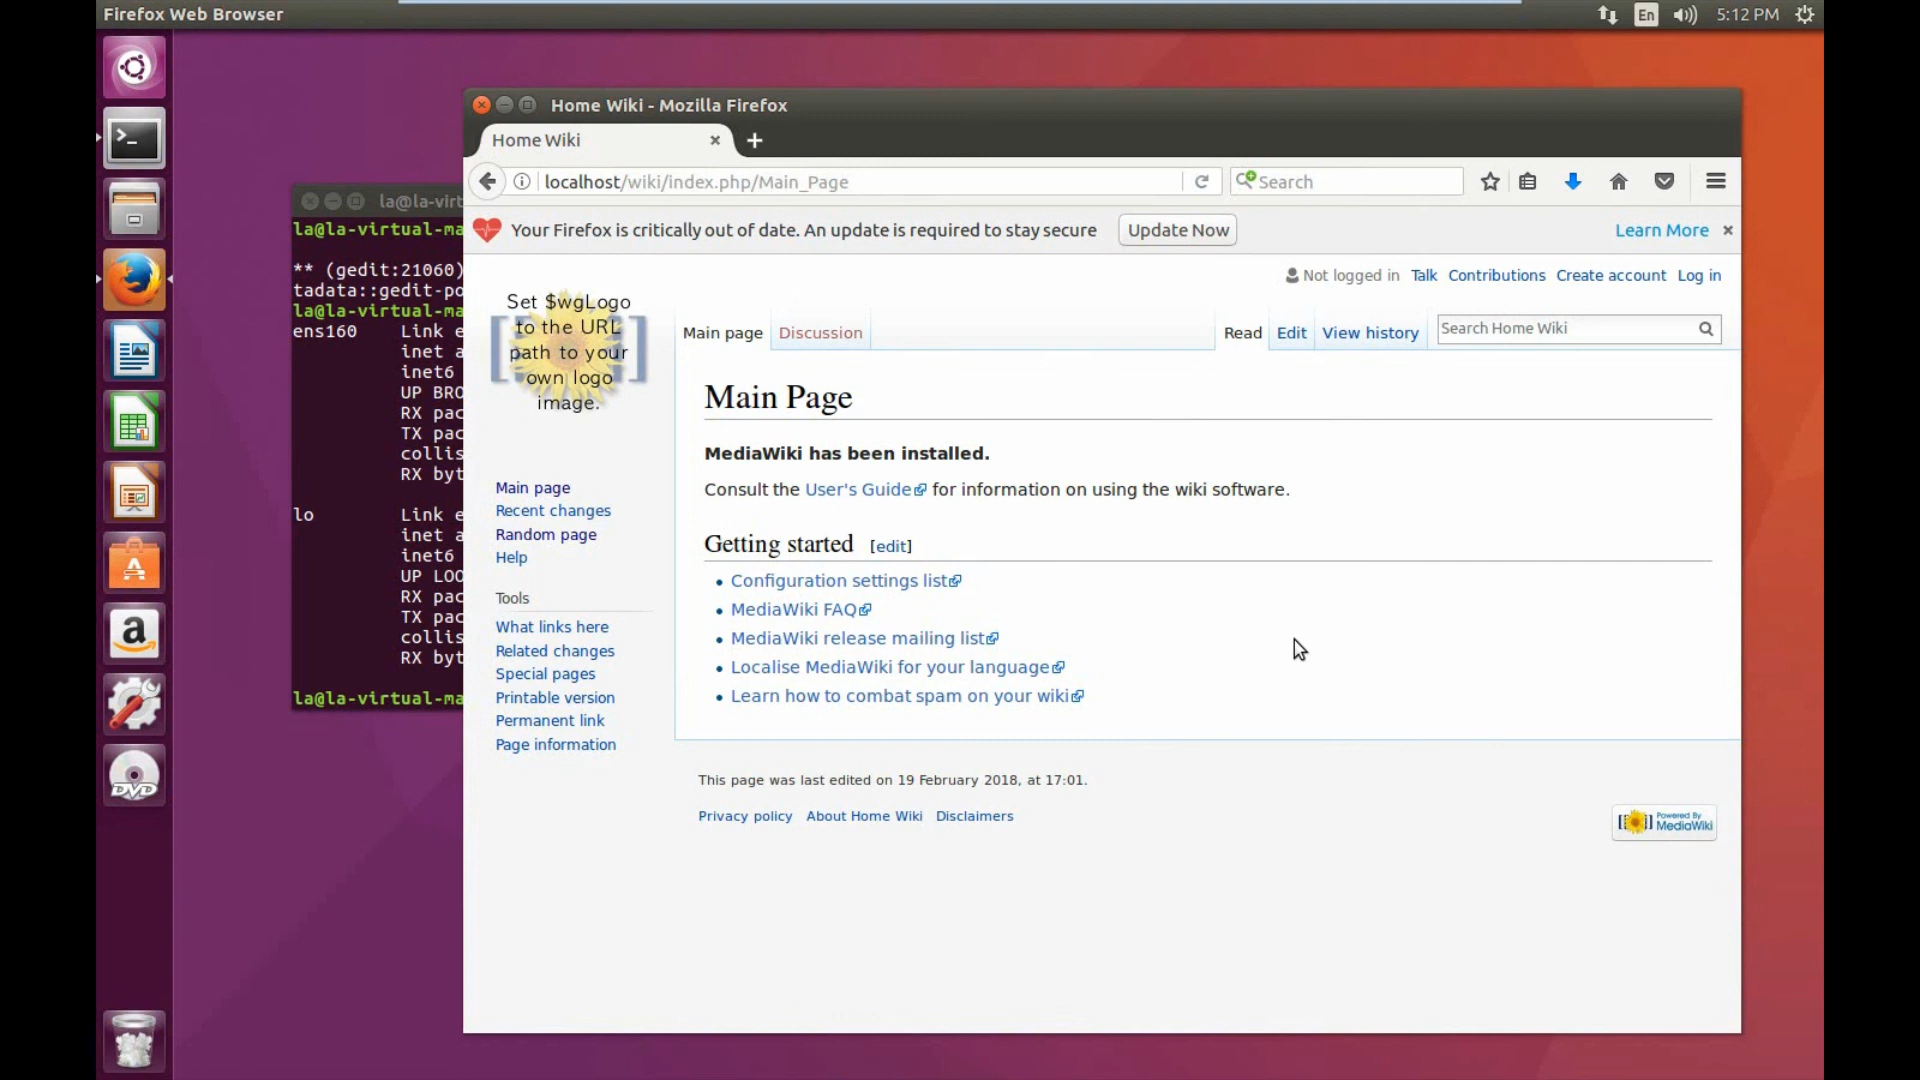 Firefox Web Browser
En
5:12 PM
Home Wiki - Mozilla Firefox
Home Wiki
localhost/wiki/index.php/Main_Page
Search
Your Firefox is critically out of date. An update is required to stay secure
Update Now
Learn More
la@la-virt
la@la-virtual-ma
** (gedit:21060)
tadata::gedit-po
la@la-virtual-ma
ens160 Link e
inet a
inet6
UP BRO
RX pac
TX pac
collis
RX byt
lo Link e
inet a
inet6
UP LOO
RX pac
TX pac
collis
RX byt
la@la-virtual-ma
Not logged in Talk Contributions Create account Log in
Set $wgLogo
to the URL
path to your
own logo
image.
Main page Discussion
Read Edit View history
Search Home Wiki
Main page
Recent changes
Random page
Help
Tools
What links here
Related changes
Special pages
Printable version
Permanent link
Page information
Main Page
MediaWiki has been installed.
Consult the User's Guide for information on using the wiki software.
Getting started [edit]
Configuration settings list
MediaWiki FAQ
MediaWiki release mailing list
Localise MediaWiki for your language
Learn how to combat spam on your wiki
This page was last edited on 19 February 2018, at 17:01.
Privacy policy About Home Wiki Disclaimers
Powered By
MediaWiki
>_
A
a
DVD